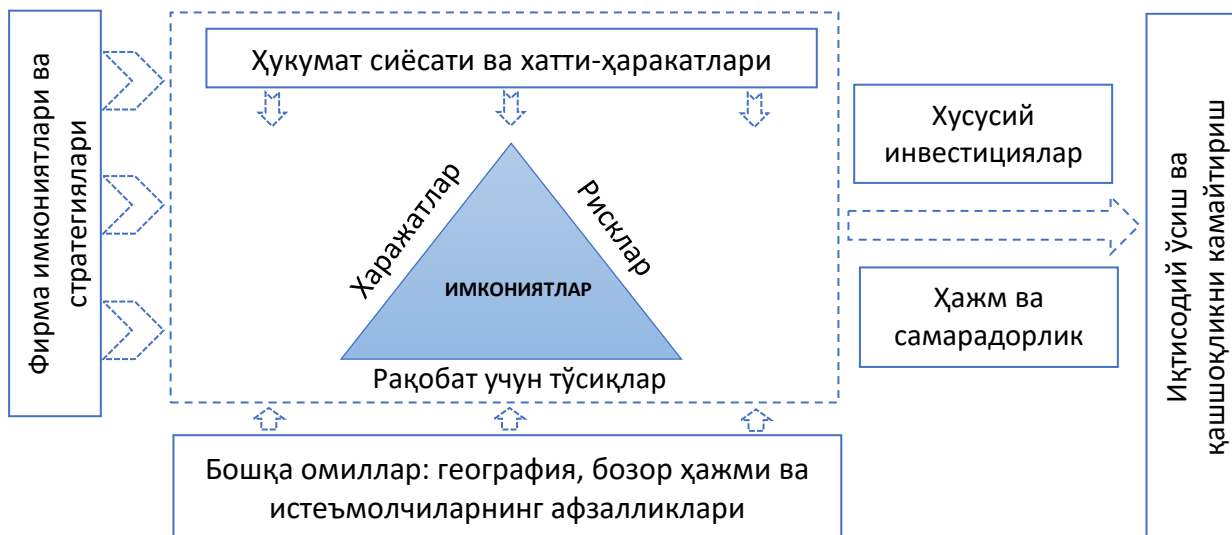 Фирма имкониятлари ва
стратегиялари
Ҳукумат сиёсати ва хатти-ҳаракатлари
Харажатлар
Рисклар
ИМКОНИЯТЛАР
Рақобат учун тўсиқлар
Бошқа омиллар: география, бозор ҳажми ва
истеъмолчиларнинг афзалликлари
Хусусий
инвестициялар
Ҳажм ва
самарадорлик
Иқтисодий ўсиш ва
қашшоқликни камайтириш